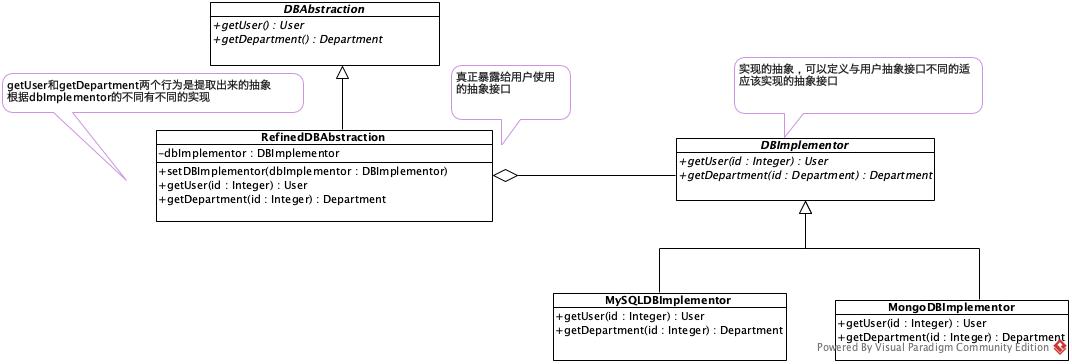 DBAbstraction
+getUser() : User
+getDepartment() : Department
getUser和getDepartment两个行为是提取出来的抽象
根据dbImplementor的不同有不同的实现
真正暴露给用户使用
的抽象接口
实现的抽象，可以定义与用户抽象接口不同的适
应该实现的抽象接口
RefinedDBAbstraction
-dbImplementor : DBImplementor
+setDBImplementor(dbImplementor : DBImplementor)
+getUser(id : Integer) : User
+getDepartment(id : Integer) : Department
DBImplementor
+getUser(id : Integer) : User
+getDepartment(id : Department) : Department
MySQLDBImplementor
+getUser(id : Integer) : User
+getDepartment(id : Integer) : Department
MongoDBImplementor
+getUser(id : Integer) : User
+getDepartment(id : Integer) : Department
Powered By Visual Paradigm Community Edition